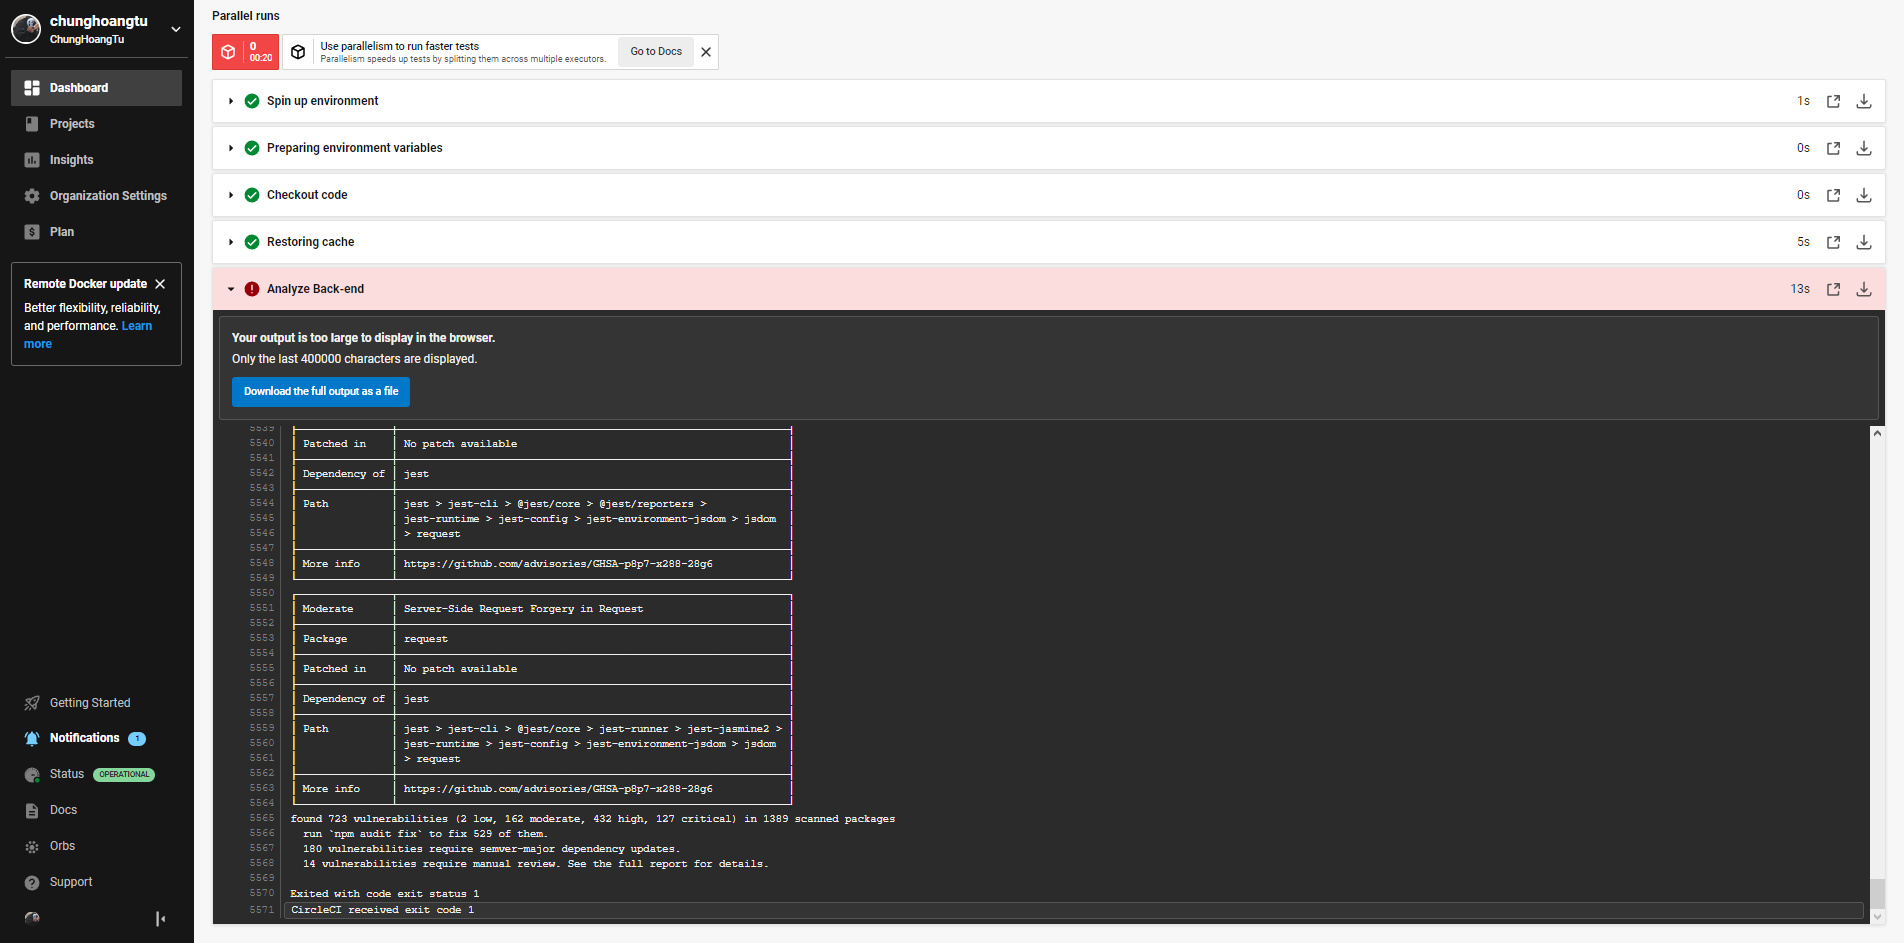 chunghoangtu
ChungHoangTu
Dashboard
Projects
Insights
Organization Settings
Plan
Remote Docker update
Better flexibility, reliability,
and performance. Learn
more
Getting Started
Notifications 1
Status OPERATIONAL
Docs
Orbs
Support
Parallel runs
0
00:20
Use parallelism to run faster tests
Parallelism speeds up tests by splitting them across multiple executors.
Go to Docs
Spin up environment 1s
Preparing environment variables 0s
Checkout code 0s
Restoring cache 5s
Analyze Back-end 13s
Your output is too large to display in the browser.
Only the last 400000 characters are displayed.
Download the full output as a file
5539
5540 Patched in No patch available
5541
5542 Dependency of jest
5543
5544 Path jest > jest-cli > @jest/core > @jest/reporters >
5545 jest-runtime > jest-config > jest-environment-jsdom > jsdom
5546 > request
5547
5548 More info https://github.com/advisories/GHSA-p8p7-x288-28g6
5549
5550
5551 Moderate Server-Side Request Forgery in Request
5552
5553 Package request
5554
5555 Patched in No patch available
5556
5557 Dependency of jest
5558
5559 Path jest > jest-cli > @jest/core > jest-runner > jest-jasmine2 >
5560 jest-runtime > jest-config > jest-environment-jsdom > jsdom
5561 > request
5562
5563 More info https://github.com/advisories/GHSA-p8p7-x288-28g6
5564
5565 found 723 vulnerabilities (2 low, 162 moderate, 432 high, 127 critical) in 1389 scanned packages
5566 run `npm audit fix` to fix 529 of them.
5567 180 vulnerabilities require semver-major dependency updates.
5568 14 vulnerabilities require manual review. See the full report for details.
5569
5570 Exited with code exit status 1
5571 CircleCI received exit code 1